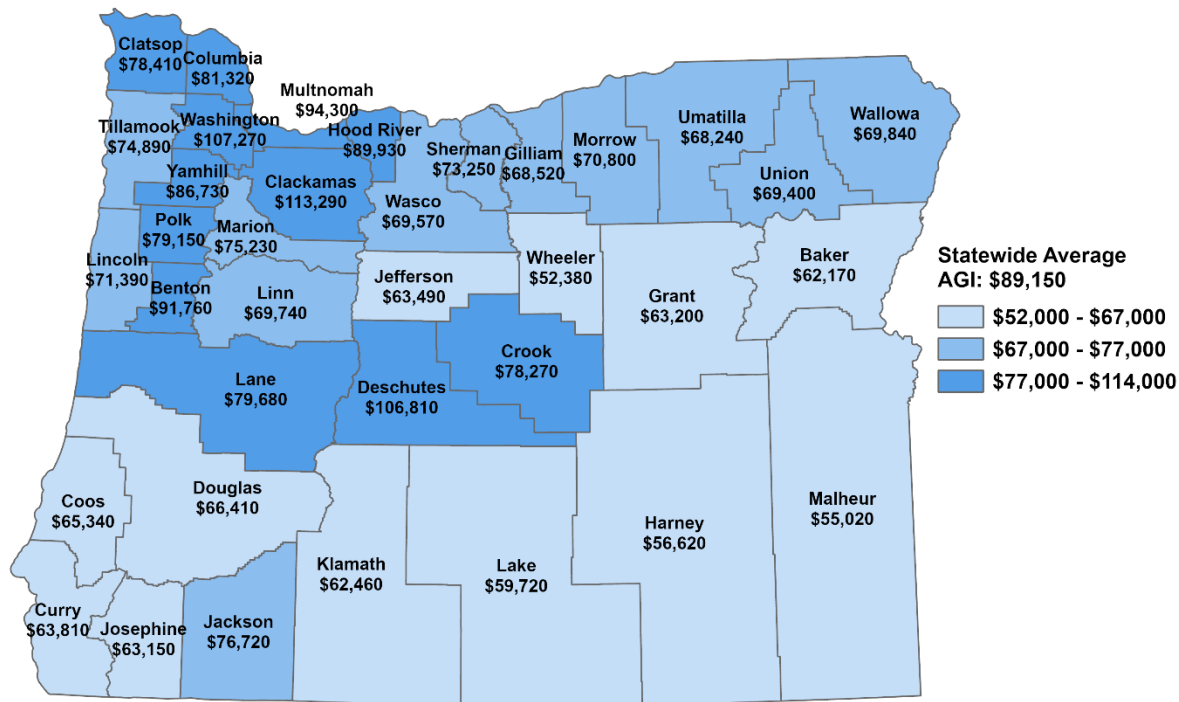 Clatsop
$78,410
Columbia
$81,320
Multnomah
$94,300
Washington
$107,270
Tillamook
$74,890
Hood River
$89,930
Sherman
$73,250
Gilliam
$68,520
Morrow
$70,800
Umatilla
$68,240
Wallowa
$69,840
Union
$69,400
Yamhill
$86,730
Clackamas
$113,290
Wasco
$69,570
Polk
$79,150
Marion
$75,230
Lincoln
$71,390
Benton
$91,760
Linn
$69,740
Jefferson
$63,490
Wheeler
$52,380
Grant
$63,200
Baker
$62,170
Statewide Average
AGI: $89,150
$52,000 - $67,000
$67,000 - $77,000
$77,000 - $114,000
Lane
$79,680
Deschutes
$106,810
Crook
$78,270
Coos
$65,340
Douglas
$66,410
Klamath
$62,460
Lake
$59,720
Harney
$56,620
Malheur
$55,020
Curry
$63,810
Josephine
$63,150
Jackson
$76,720